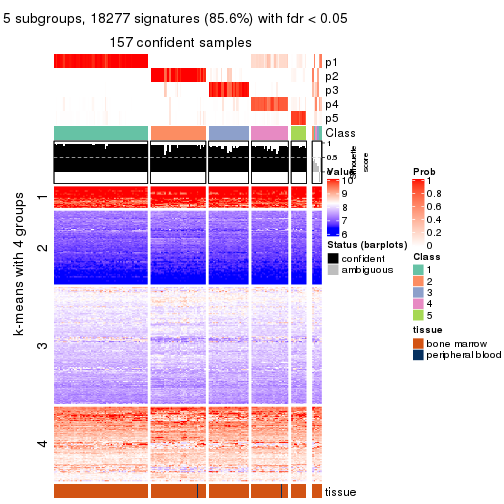 5 subgroups, 18277 signatures (85.6%) with fdr < 0.05
157 confident samples
p1
p2
p3
p4
p5
Class
1
0.5
0
silhouette
score
k-means with 4 groups
1
2
3
4
tissue
Value
10
9
8
7
6
Status (barplots)
confident
ambiguous
Prob
1
0.8
0.6
0.4
0.2
0
Class
1
2
3
4
5
tissue
bone marrow
peripheral blood